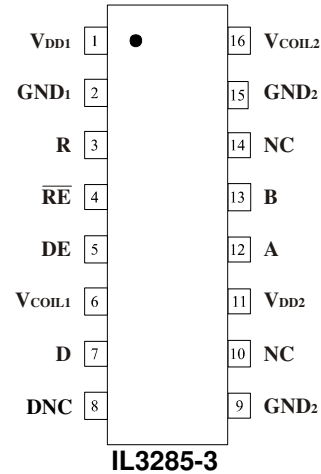 VDD1 1 16 VCOIL2
GND1 2 15 GND2
R 3 14 NC
RE 4 13 B
DE 5 12 A
VCOIL1 6 11 VDD2
D 7 10 NC
DNC 8 9 GND2
IL3285-3